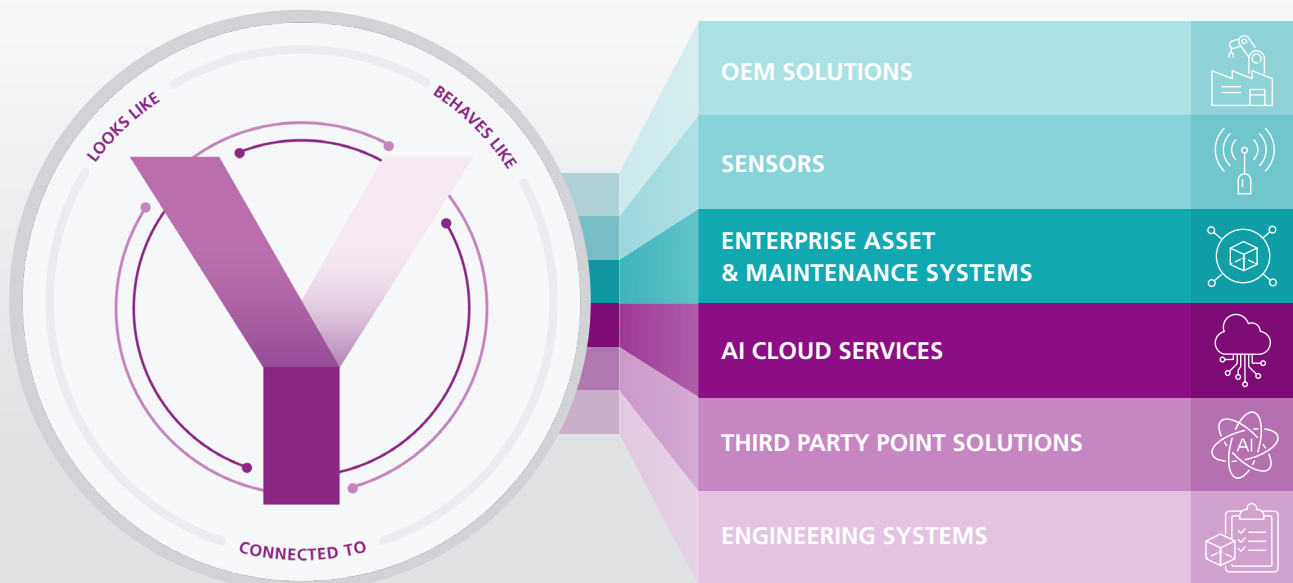 LOOKS LIKE
BEHAVES LIKE
Y
CONNECTED TO
OEM SOLUTIONS
SENSORS
ENTERPRISE ASSET
& MAINTENANCE SYSTEMS
AI CLOUD SERVICES
THIRD PARTY POINT SOLUTIONS
AI
ENGINEERING SYSTEMS